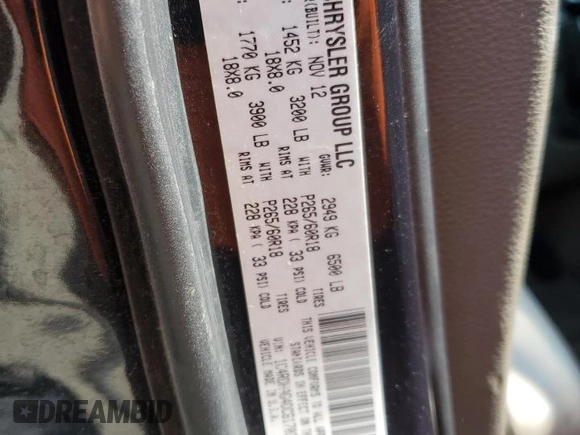 CHRYSLER GROUP LLC
(BUILT): NOV 12 GVWR: 2949 KG 6500 LB
1452 KG 3200 LB WITH P265/60R18 TIRES
18X8.0 RIMS AT 228 KPA ( 33 PSI) COLD
1770 KG 3900 LB WITH P265/60R18 TIRES
18X8.0 RIMS AT 228 KPA ( 33 PSI) COLD
THIS VEHICLE CONFORMS TO ALL
STANDARDS IN EFFECT ON
VIN:
VEHICLE MADE IN U.S.A.
DREAMBID